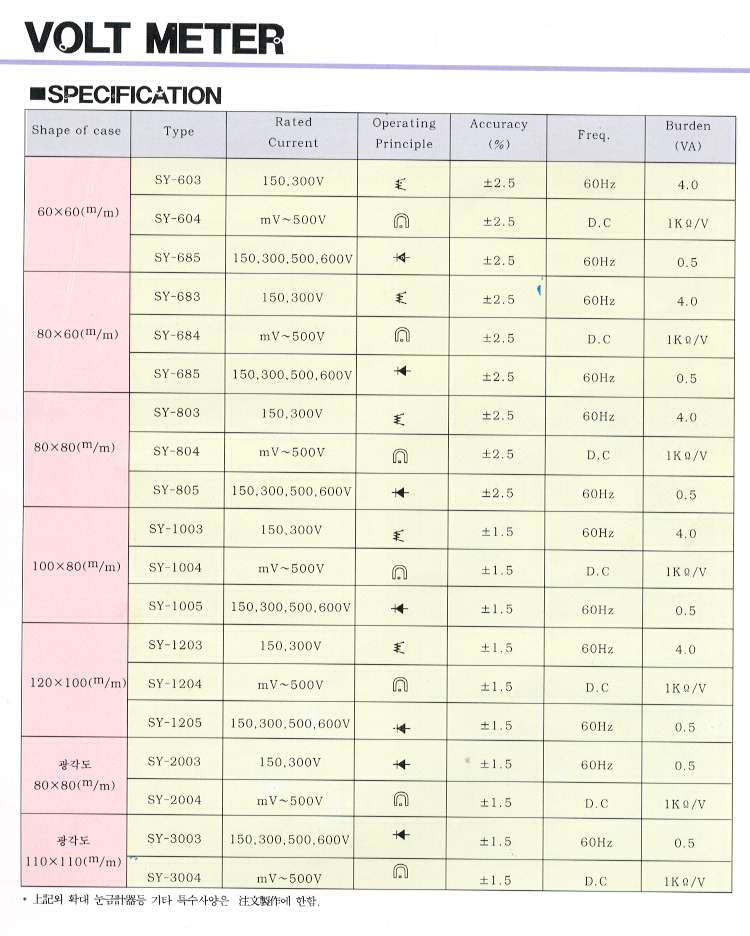 VOLT METER
■SPECIFICATION
Shape of case Type Rated Current Operating Principle Accuracy (%) Freq. Burden (VA)
60×60(m/m) SY-603 150,300V ±2.5 60Hz 4.0
SY-604 mV~500V ±2.5 D.C 1KΩ/V
SY-685 150,300,500,600V ±2.5 60Hz 0.5
80×60(m/m) SY-683 150,300V ±2.5 60Hz 4.0
SY-684 mV~500V ±2.5 D.C 1KΩ/V
SY-685 150,300,500,600V ±2.5 60Hz 0.5
80×80(m/m) SY-803 150,300V ±2.5 60Hz 4.0
SY-804 mV~500V ±2.5 D.C 1KΩ/V
SY-805 150,300,500,600V ±2.5 60Hz 0.5
100×80(m/m) SY-1003 150,300V ±1.5 60Hz 4.0
SY-1004 mV~500V ±1.5 D.C 1KΩ/V
SY-1005 150,300,500,600V ±1.5 60Hz 0.5
120×100(m/m) SY-1203 150,300V ±1.5 60Hz 4.0
SY-1204 mV~500V ±1.5 D.C 1KΩ/V
SY-1205 150,300,500,600V ±1.5 60Hz 0.5
광각도 80×80(m/m) SY-2003 150,300V ±1.5 60Hz 0.5
SY-2004 mV~500V ±1.5 D.C 1KΩ/V
광각도 110×110(m/m) SY-3003 150,300,500,600V ±1.5 60Hz 0.5
SY-3004 mV~500V ±1.5 D.C 1KΩ/V
* 上記외 확대 눈금計器등 기타 특수사양은 注文製作에 한함.